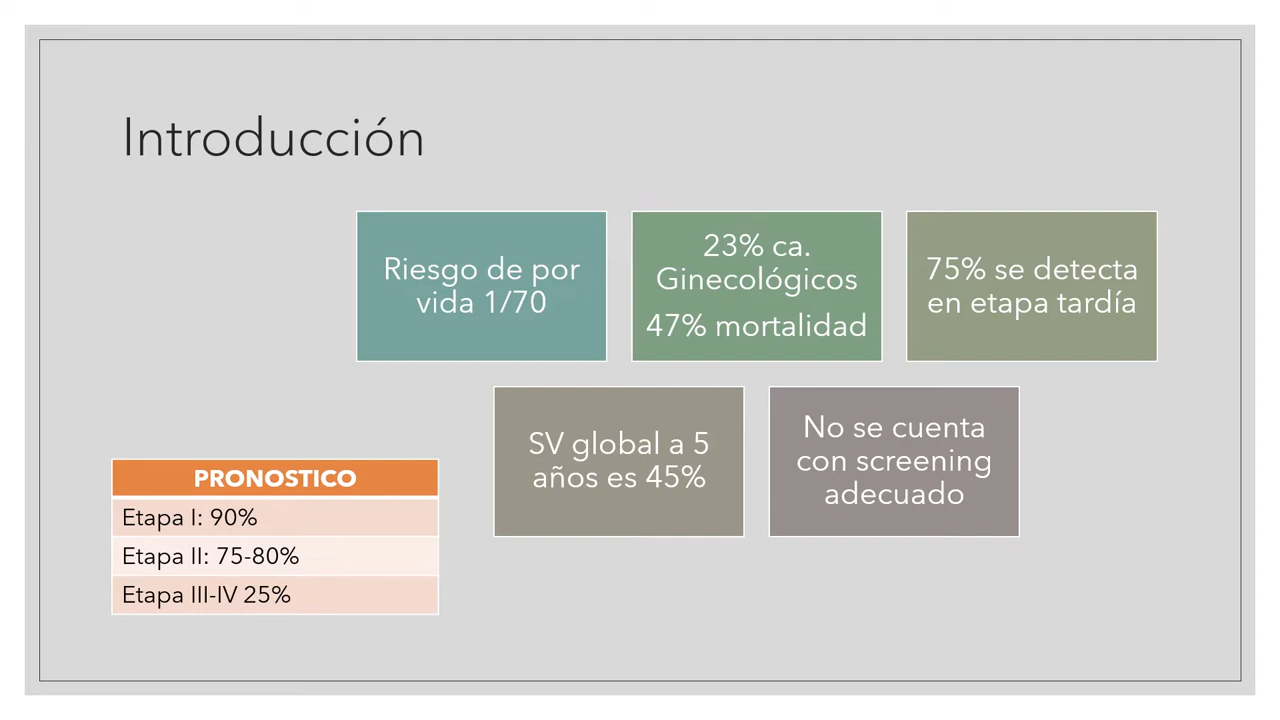 Introducción
Riesgo de por
vida 1/70
23% ca.
Ginecológicos
47% mortalidad
75% se detecta
en etapa tardía
SV global a 5
años es 45%
No se cuenta
con screening
adecuado
PRONOSTICO
Etapa I: 90%
Etapa II: 75-80%
Etapa III-IV 25%